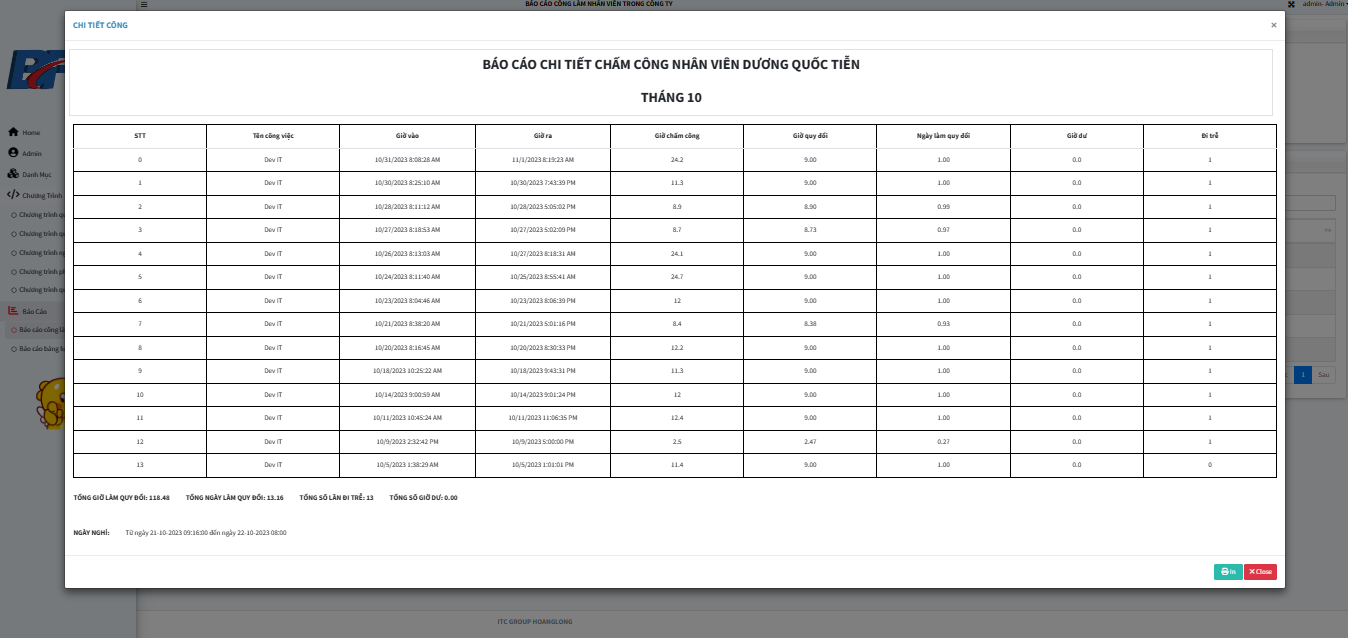 BÁO CÁO CÔNG LÀM NHÂN VIÊN TRONG CÔNG TY
admin- Admin
CHI TIẾT CÔNG
×
BÁO CÁO CHI TIẾT CHẤM CÔNG NHÂN VIÊN DƯƠNG QUỐC TIỄN
THÁNG 10
STT Tên công việc Giờ vào Giờ ra Giờ chấm công Giờ quy đổi Ngày làm quy đổi Giờ dư Đi trễ
0 Dev IT 10/31/2023 8:08:28 AM 11/1/2023 8:19:23 AM 24.2 9.00 1.00 0.0 1
1 Dev IT 10/30/2023 8:25:10 AM 10/30/2023 7:43:39 PM 11.3 9.00 1.00 0.0 1
2 Dev IT 10/28/2023 8:11:12 AM 10/28/2023 5:05:02 PM 8.9 8.90 0.99 0.0 1
3 Dev IT 10/27/2023 8:18:53 AM 10/27/2023 5:02:09 PM 8.7 8.73 0.97 0.0 1
4 Dev IT 10/26/2023 8:13:03 AM 10/27/2023 8:18:31 AM 24.1 9.00 1.00 0.0 1
5 Dev IT 10/24/2023 8:11:40 AM 10/25/2023 8:55:41 AM 24.7 9.00 1.00 0.0 1
6 Dev IT 10/23/2023 8:04:46 AM 10/23/2023 8:06:39 PM 12 9.00 1.00 0.0 1
7 Dev IT 10/21/2023 8:38:20 AM 10/21/2023 5:01:16 PM 8.4 8.38 0.93 0.0 1
8 Dev IT 10/20/2023 8:16:45 AM 10/20/2023 8:30:33 PM 12.2 9.00 1.00 0.0 1
9 Dev IT 10/18/2023 10:25:22 AM 10/18/2023 9:43:31 PM 11.3 9.00 1.00 0.0 1
10 Dev IT 10/14/2023 9:00:59 AM 10/14/2023 9:01:24 PM 12 9.00 1.00 0.0 1
11 Dev IT 10/11/2023 10:45:24 AM 10/11/2023 11:06:35 PM 12.4 9.00 1.00 0.0 1
12 Dev IT 10/9/2023 2:32:42 PM 10/9/2023 5:00:00 PM 2.5 2.47 0.27 0.0 1
13 Dev IT 10/5/2023 1:38:29 AM 10/5/2023 1:01:01 PM 11.4 9.00 1.00 0.0 0
TỔNG GIỜ LÀM QUY ĐỔI: 118.48 TỔNG NGÀY LÀM QUY ĐỔI: 13.16 TỔNG SỐ LẦN ĐI TRỄ: 13 TỔNG SỐ GIỜ DƯ: 0.00
NGÀY NGHỈ: Từ ngày 21-10-2023 09:16:00 đến ngày 22-10-2023 08:00
In
Close
Home
Admin
Danh Mục
Chương Trình
Chương trình
Chương trình
Chương trình
Chương trình
Chương trình
Báo Cáo
Báo cáo công
Báo cáo bảng
1 Sau
ITC GROUP HOANGLONG